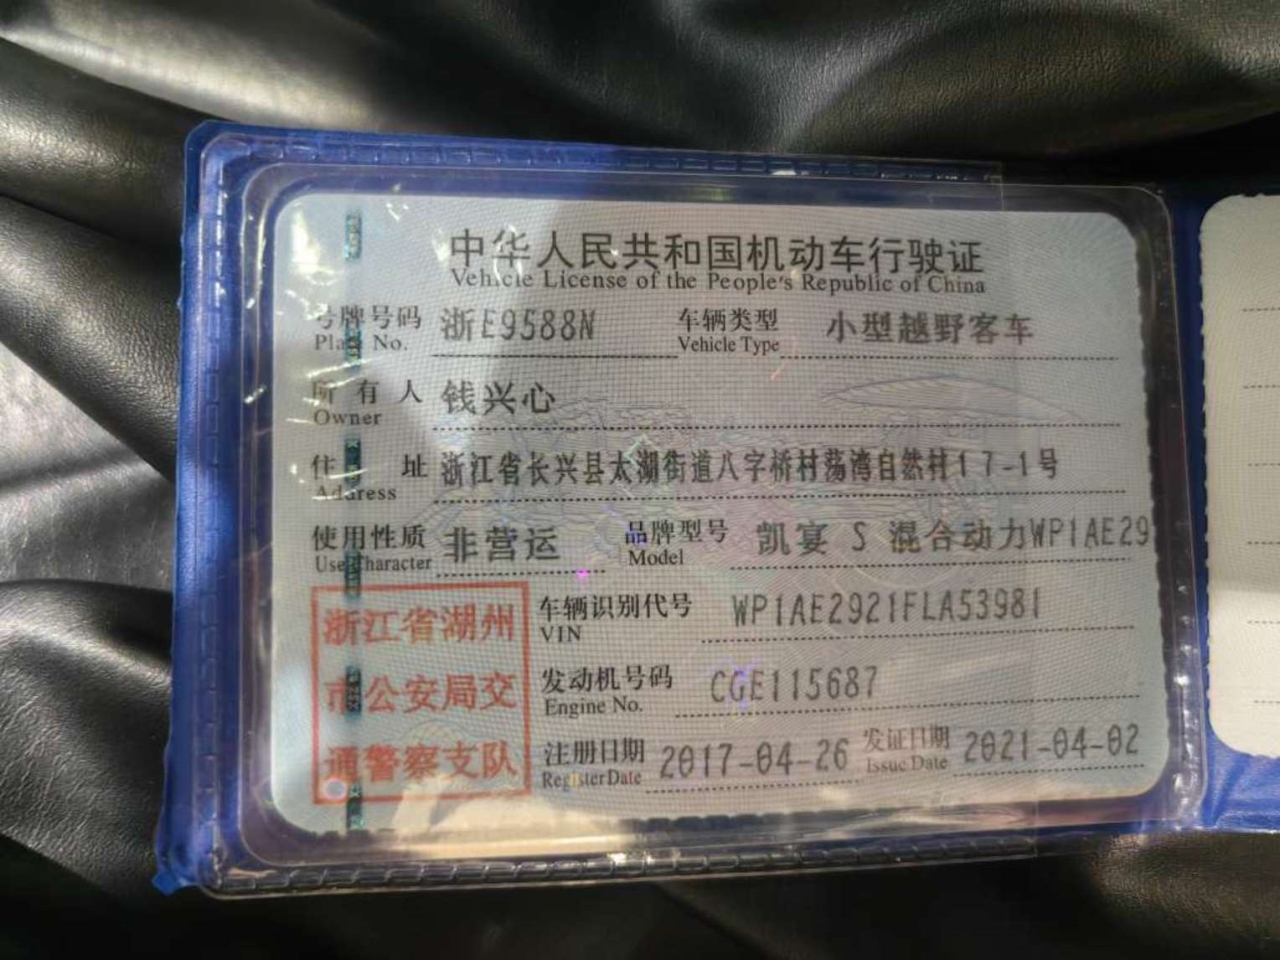 中华人民共和国机动车行驶证
Vehicle License of the People's Republic of China
号牌号码 浙E9588N 车辆类型 小型越野客车
Plate No. Vehicle Type
所有人 钱兴心
Owner
住址 浙江省长兴县太湖街道八字桥村荡湾自然村17-1号
Address
使用性质 非营运 品牌型号 凯宴 S 混合动力WP1AE29
Use Character Model
浙江省湖州
市公安局交
通警察支队
车辆识别代号 WP1AE2921FLA53981
VIN
发动机号码 CGE115687
Engine No.
注册日期 2017-04-26 发证日期 2021-04-02
Register Date Issue Date